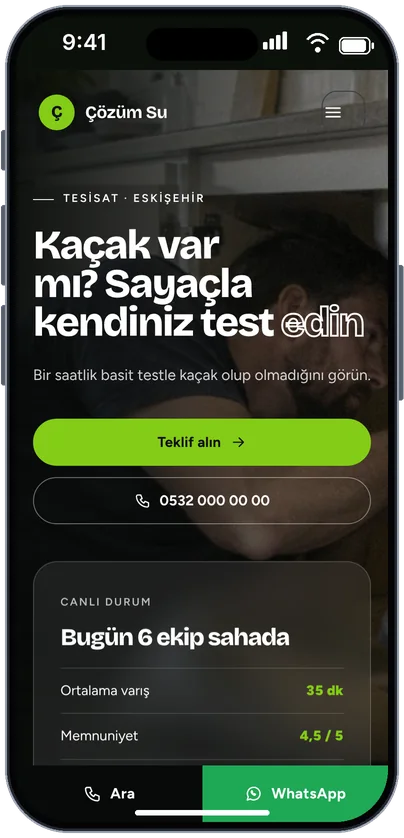 9:41
Ç Çözüm Su
TESİSAT · ESKİŞEHİR
Kaçak var
mı? Sayaçla
kendiniz test edin
Bir saatlik basit testle kaçak olup olmadığını görün.
Teklif alın →
0532 000 00 00
CANLI DURUM
Bugün 6 ekip sahada
Ortalama varış 35 dk
Memnuniyet 4,5 / 5
Ara WhatsApp